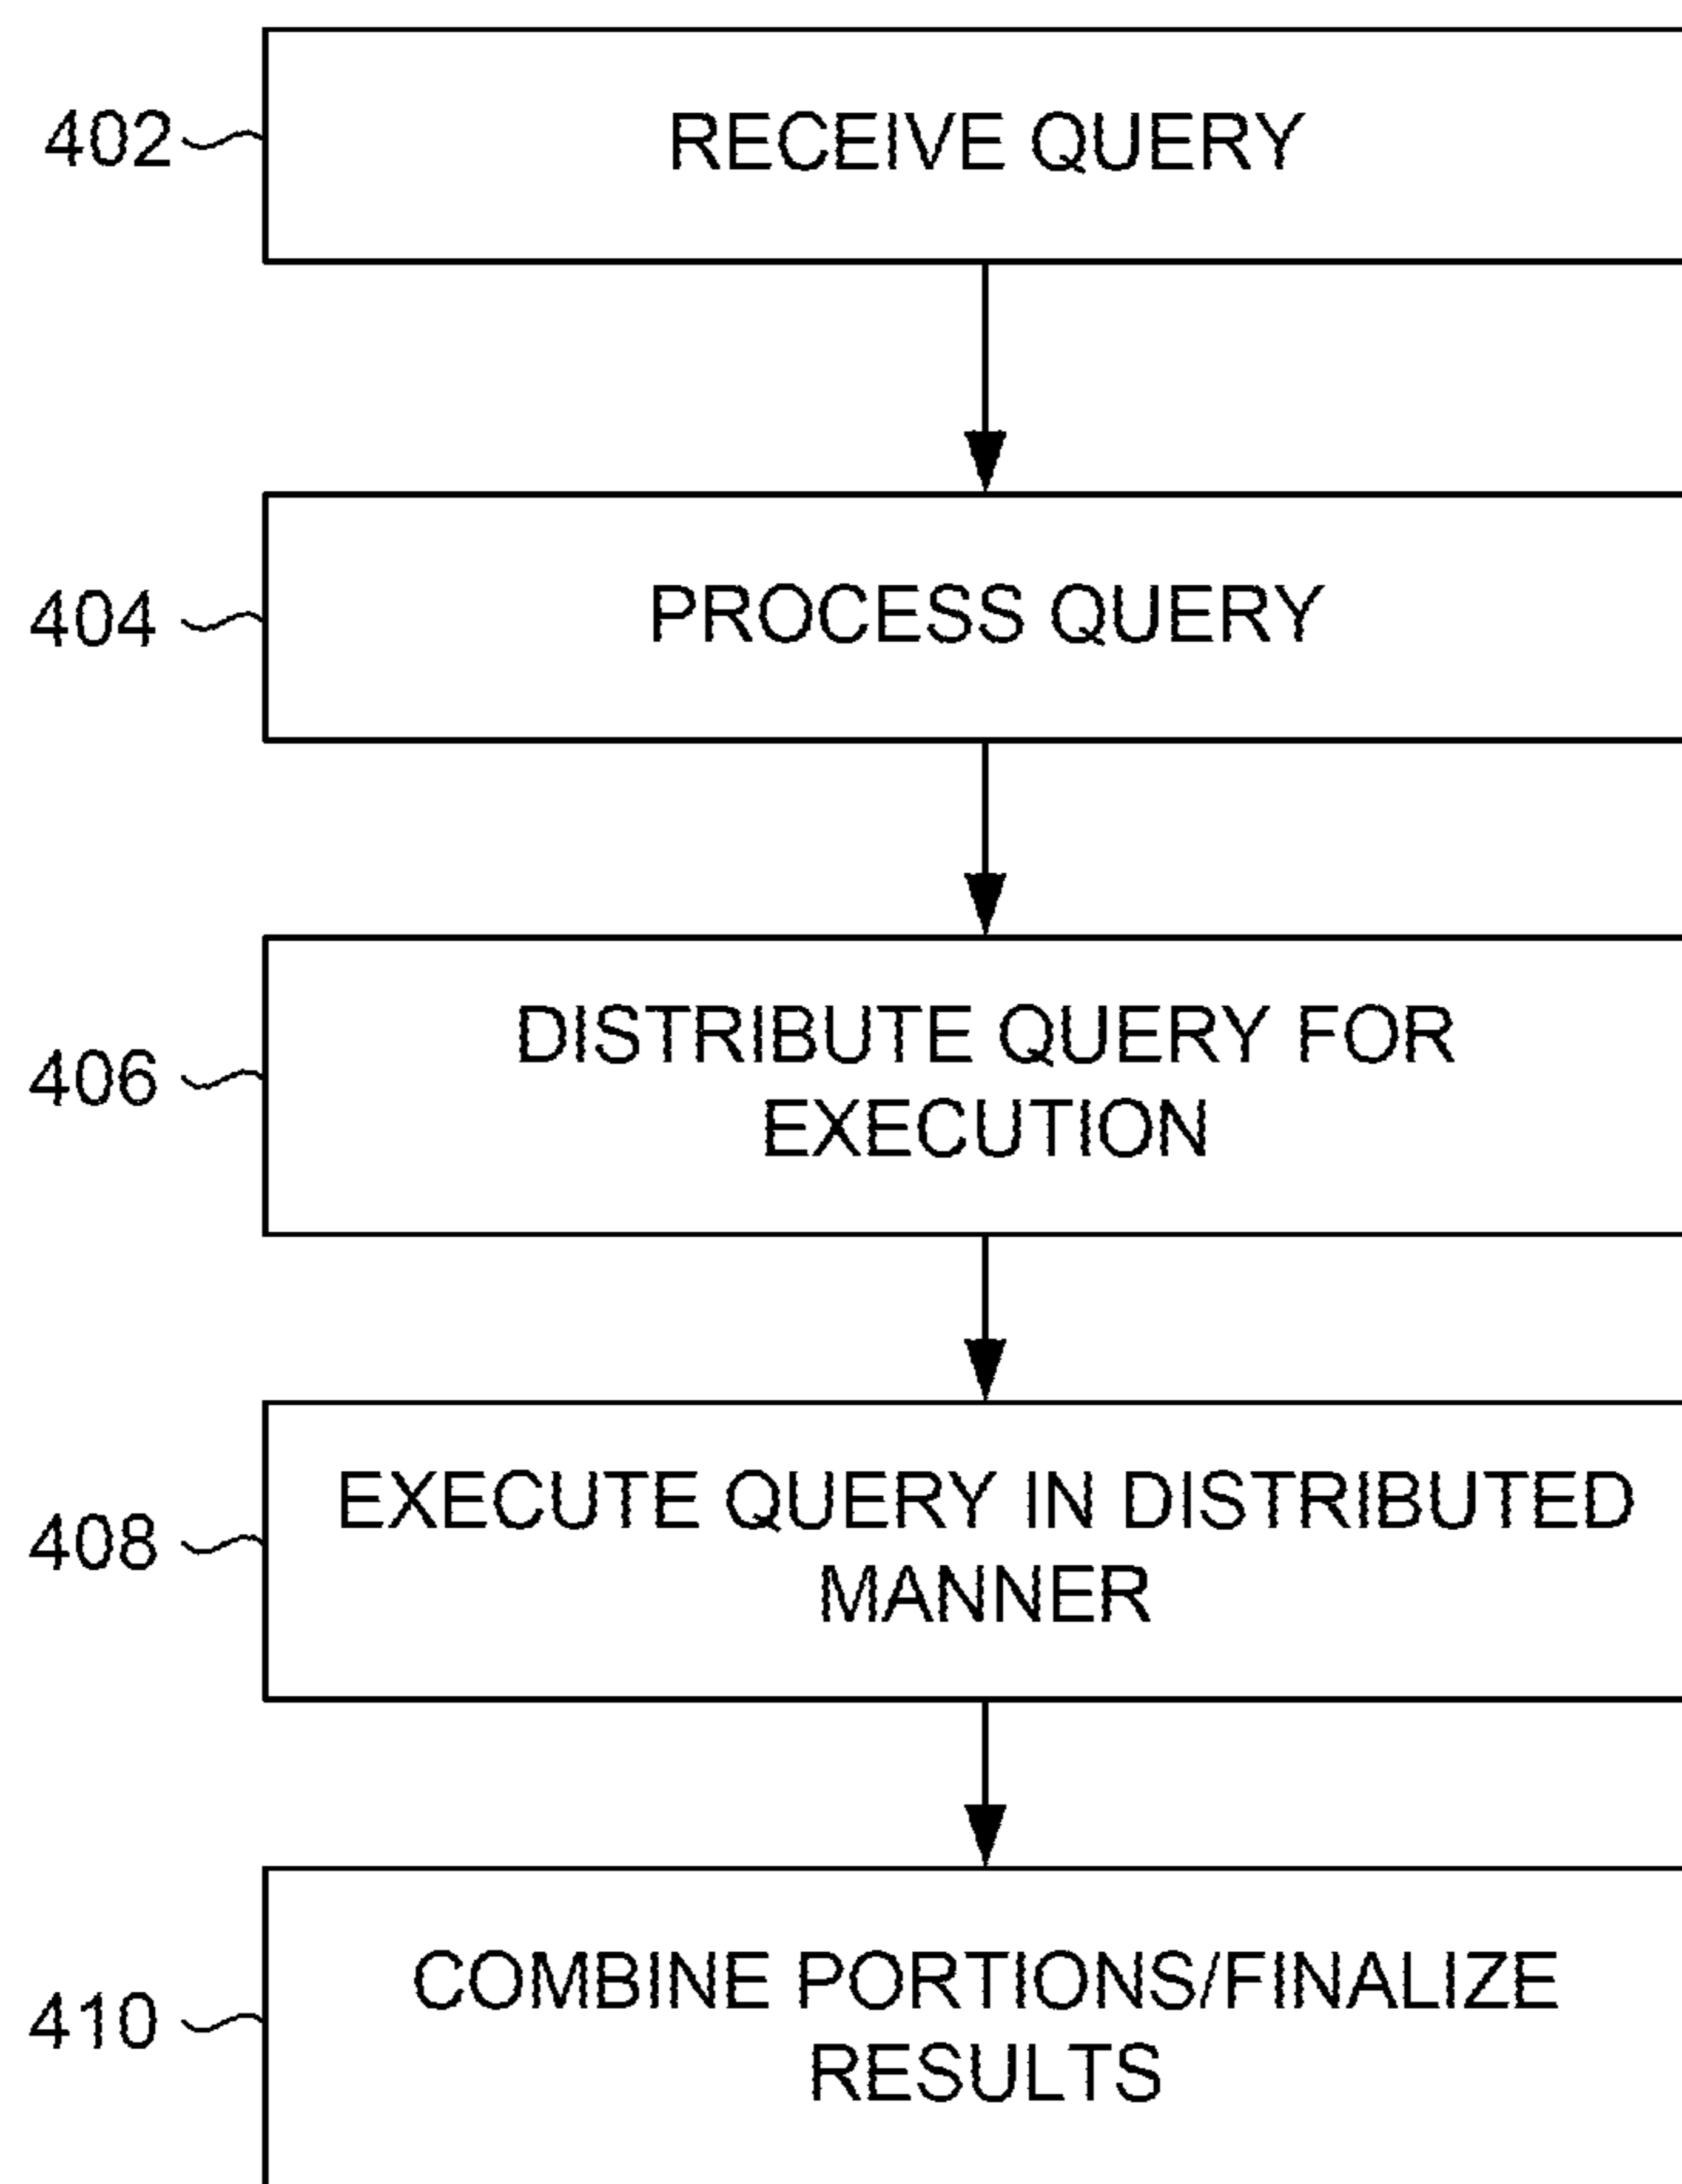 402
RECEIVE QUERY
404
PROCESS QUERY
406
DISTRIBUTE QUERY FOR
EXECUTION
408
EXECUTE QUERY IN DISTRIBUTED
MANNER
410
COMBINE PORTIONS/FINALIZE
RESULTS